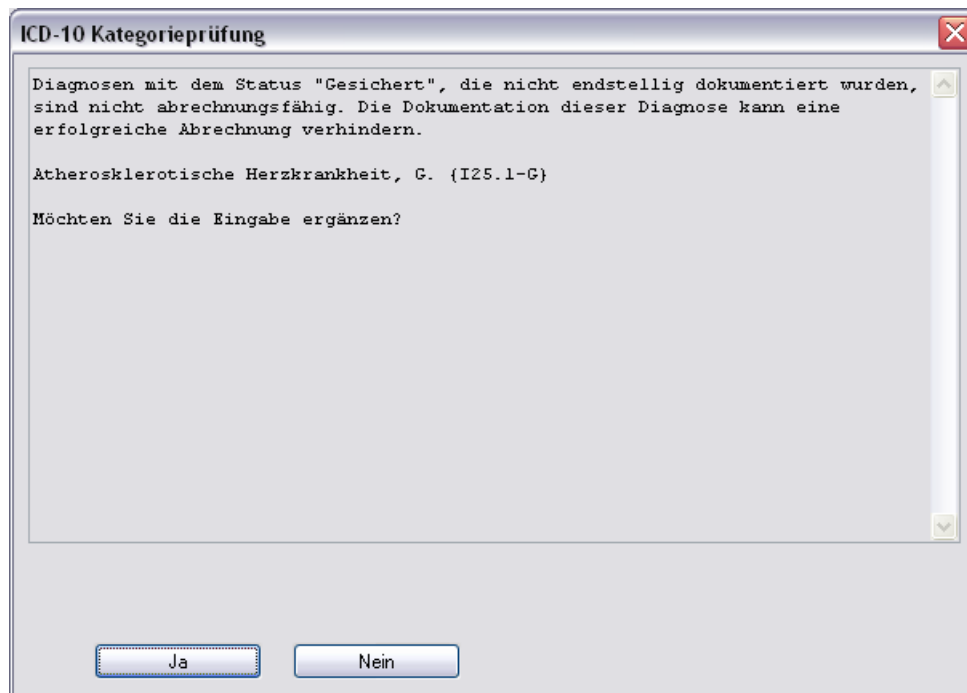 ICD-10 Kategorieprüfung
Diagnosen mit dem Status "Gesichert", die nicht endstellig dokumentiert wurden,
sind nicht abrechnungsfähig. Die Dokumentation dieser Diagnose kann eine
erfolgreiche Abrechnung verhindern.
Atherosklerotische Herzkrankheit, G. {I25.1-G}
Möchten Sie die Eingabe ergänzen?
Ja
Nein